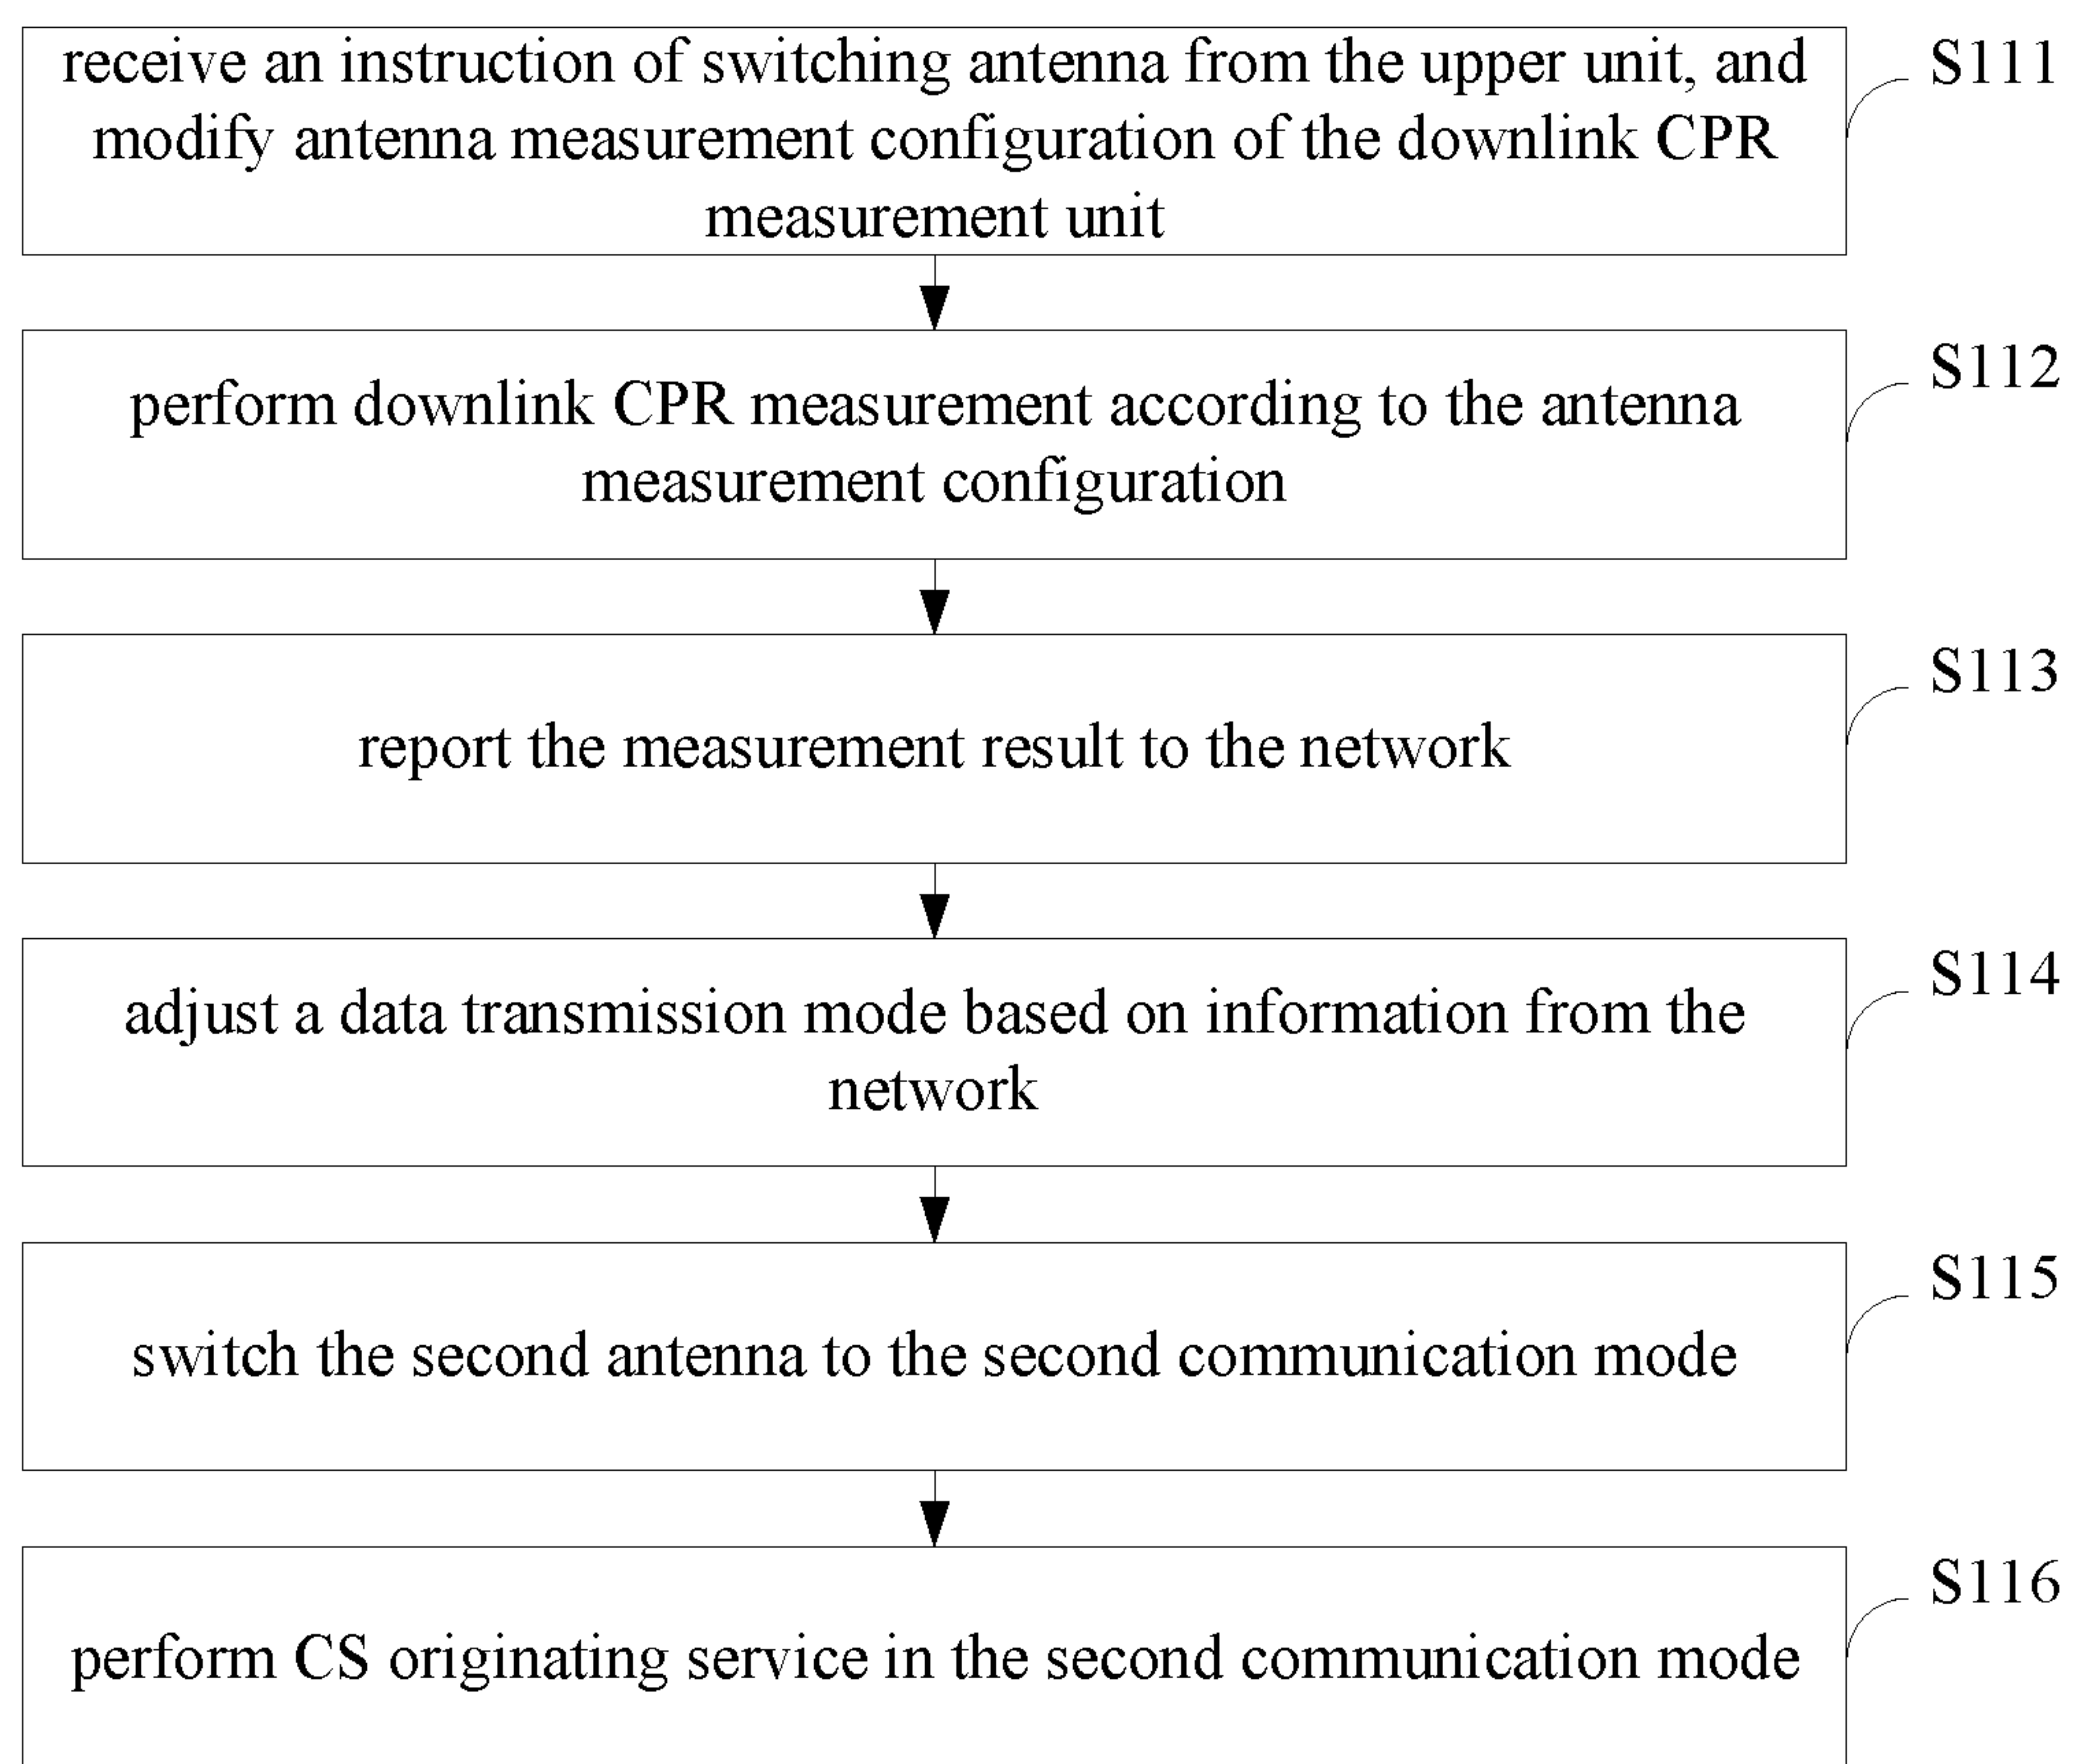 receive an instruction of switching antenna from the upper unit, and
modify antenna measurement configuration of the downlink CPR
measurement unit
S111
perform downlink CPR measurement according to the antenna
measurement configuration
S112
report the measurement result to the network
S113
adjust a data transmission mode based on information from the
network
S114
switch the second antenna to the second communication mode
S115
perform CS originating service in the second communication mode
S116